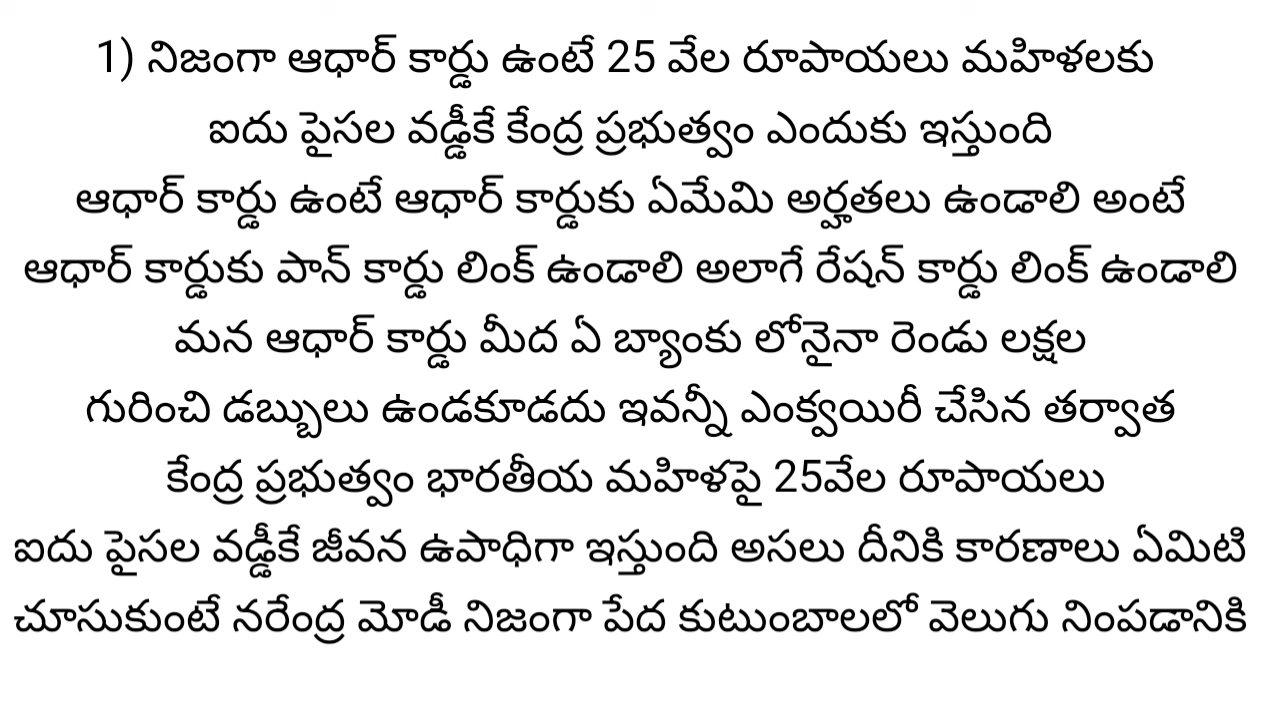 1) నిజంగా ఆధార్ కార్డు ఉంటే 25 వేల రూపాయలు మహిళలకు
ఐదు పైసల వడ్డీకే కేంద్ర ప్రభుత్వం ఎందుకు ఇస్తుంది
ఆధార్ కార్డు ఉంటే ఆధార్ కార్డుకు ఏమేమి అర్హతలు ఉండాలి అంటే
ఆధార్ కార్డుకు పాన్ కార్డు లింక్ ఉండాలి అలాగే రేషన్ కార్డు లింక్ ఉండాలి
మన ఆధార్ కార్డు మీద ఏ బ్యాంకు లోనైనా రెండు లక్షల
గురించి డబ్బులు ఉండకూడదు ఇవన్నీ ఎంక్వయిరీ చేసిన తర్వాత
కేంద్ర ప్రభుత్వం భారతీయ మహిళపై 25వేల రూపాయలు
ఐదు పైసల వడ్డీకే జీవన ఉపాధిగా ఇస్తుంది అసలు దీనికి కారణాలు ఏమిటి
చూసుకుంటే నరేంద్ర మోడీ నిజంగా పేద కుటుంబాలలో వెలుగు నింపడానికి